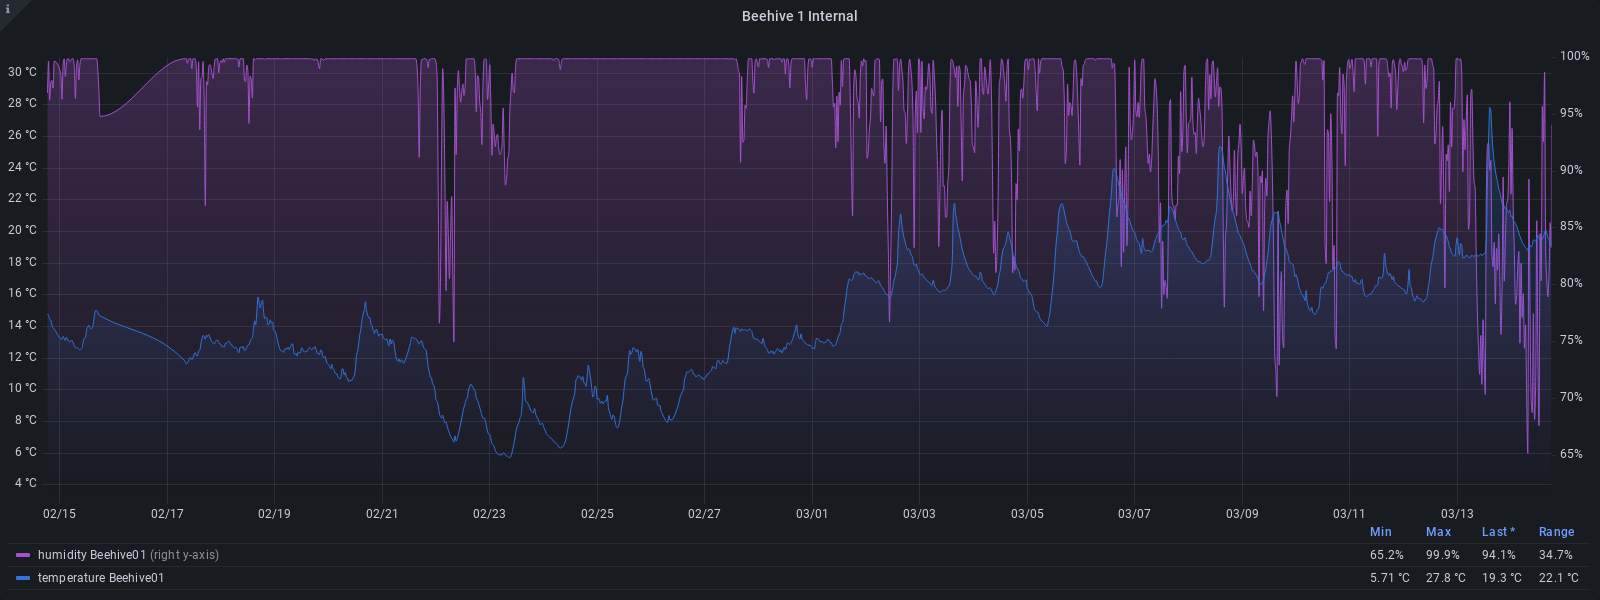 i
Beehive 1 Internal
30 °C
28 °C
26 °C
24 °C
22 °C
20 °C
18 °C
16 °C
14 °C
12 °C
10 °C
8 °C
6 °C
4 °C
100%
95%
90%
85%
80%
75%
70%
65%
02/15 02/17 02/19 02/21 02/23 02/25 02/27 03/01 03/03 03/05 03/07 03/09 03/11 03/13
Min Max Last * Range
humidity Beehive01 (right y-axis) 65.2% 99.9% 94.1% 34.7%
temperature Beehive01 5.71 °C 27.8 °C 19.3 °C 22.1 °C